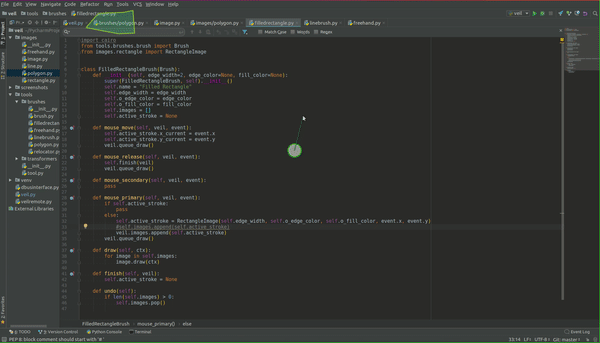 File Edit View Navigate Code Refactor Run Tools VCS Window Help
veil tools brushes filledrectangle.py
Project
veil.py brushes/polygon.py image.py images/polygon.py filledrectangle.py linebrush.py freehand.py
Match Case Words Regex
veil ~/PycharmProjects
images
__init__.py
freehand.py
image.py
line.py
polygon.py
rectangle.py
screenshots
tools
brushes
__init__.py
brush.py
filledrectan
freehand.py
linebrush.py
polygon.py
relocator.py
transformers
__init__.py
tool.py
venv
dbusinterface.py
veil.py
veilremote.py
External Libraries
import cairo
from tools.brushes.brush import Brush
from images.rectangle import RectangleImage
class FilledRectangleBrush(Brush):
def __init__(self, edge_width=2, edge_color=None, fill_color=None):
super(FilledRectangleBrush, self).__init__()
self.name = "Filled Rectangle"
self.edge_width = edge_width
self.o_edge_color = edge_color
self.o_fill_color = fill_color
self.images = []
self.active_stroke = None
def mouse_move(self, veil, event):
self.active_stroke.x_current = event.x
self.active_stroke.y_current = event.y
veil.queue_draw()
def mouse_release(self, veil, event):
self.finish(veil)
veil.queue_draw()
def mouse_secondary(self, veil, event):
pass
def mouse_primary(self, veil, event):
if self.active_stroke:
pass
else:
self.active_stroke = RectangleImage(self.edge_width, self.o_edge_color, self.o_fill_color, event.x, event.y)
#self.images.append(self.active_stroke)
veil.images.append(self.active_stroke)
veil.queue_draw()
def draw(self, ctx):
for image in self.images:
image.draw(ctx)
def finish(self, veil):
self.active_stroke = None
def undo(self):
if len(self.images) > 0:
self.images.pop()
FilledRectangleBrush mouse_primary() else
6: TODO 9: Version Control Python Console Terminal Event Log
PEP 8: block comment should start with '# ' 33:14 LF UTF-8 Git: master